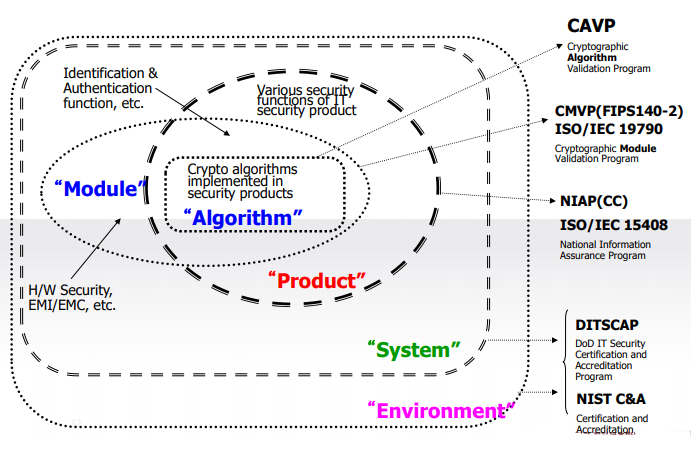 CAVP
Cryptographic
Algorithm
Validation Program
Identification &
Authentication
function, etc.
Various security
functions of IT
security product
CMVP(FIPS140-2)
ISO/IEC 19790
Cryptographic Module
Validation Program
Crypto algorithms
implemented in
security products
“Module”
“Algorithm”
NIAP(CC)
ISO/IEC 15408
National Information
Assurance Program
“Product”
H/W Security,
EMI/EMC, etc.
“System”
DITSCAP
DoD IT Security
Certification and
Accreditation
Program
“Environment”
NIST C&A
Certification and
Accreditation